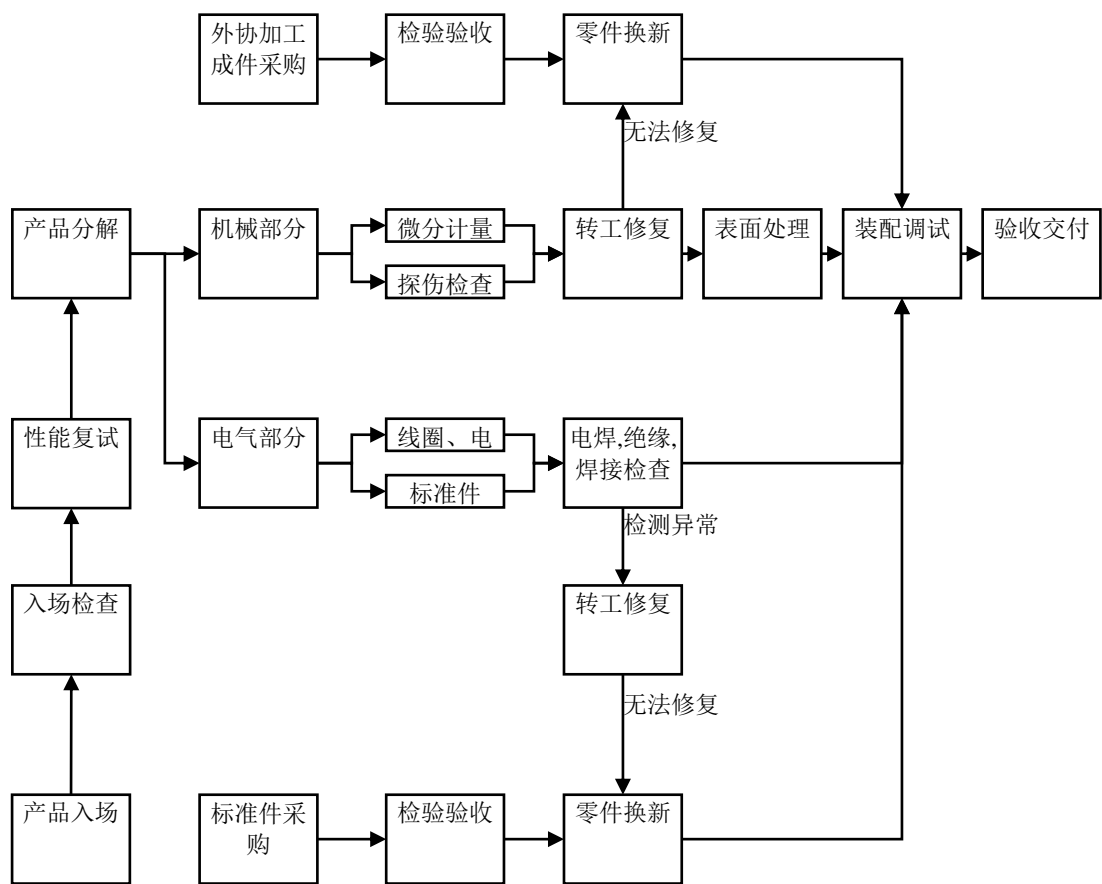 外协加工
成件采购
检验验收
零件换新
无法修复
产品分解
机械部分
微分计量
探伤检查
转工修复
表面处理
装配调试
验收交付
性能复试
电气部分
线圈、电
标准件
电焊,绝缘,
焊接检查
检测异常
入场检查
转工修复
无法修复
产品入场
标准件采
购
检验验收
零件换新